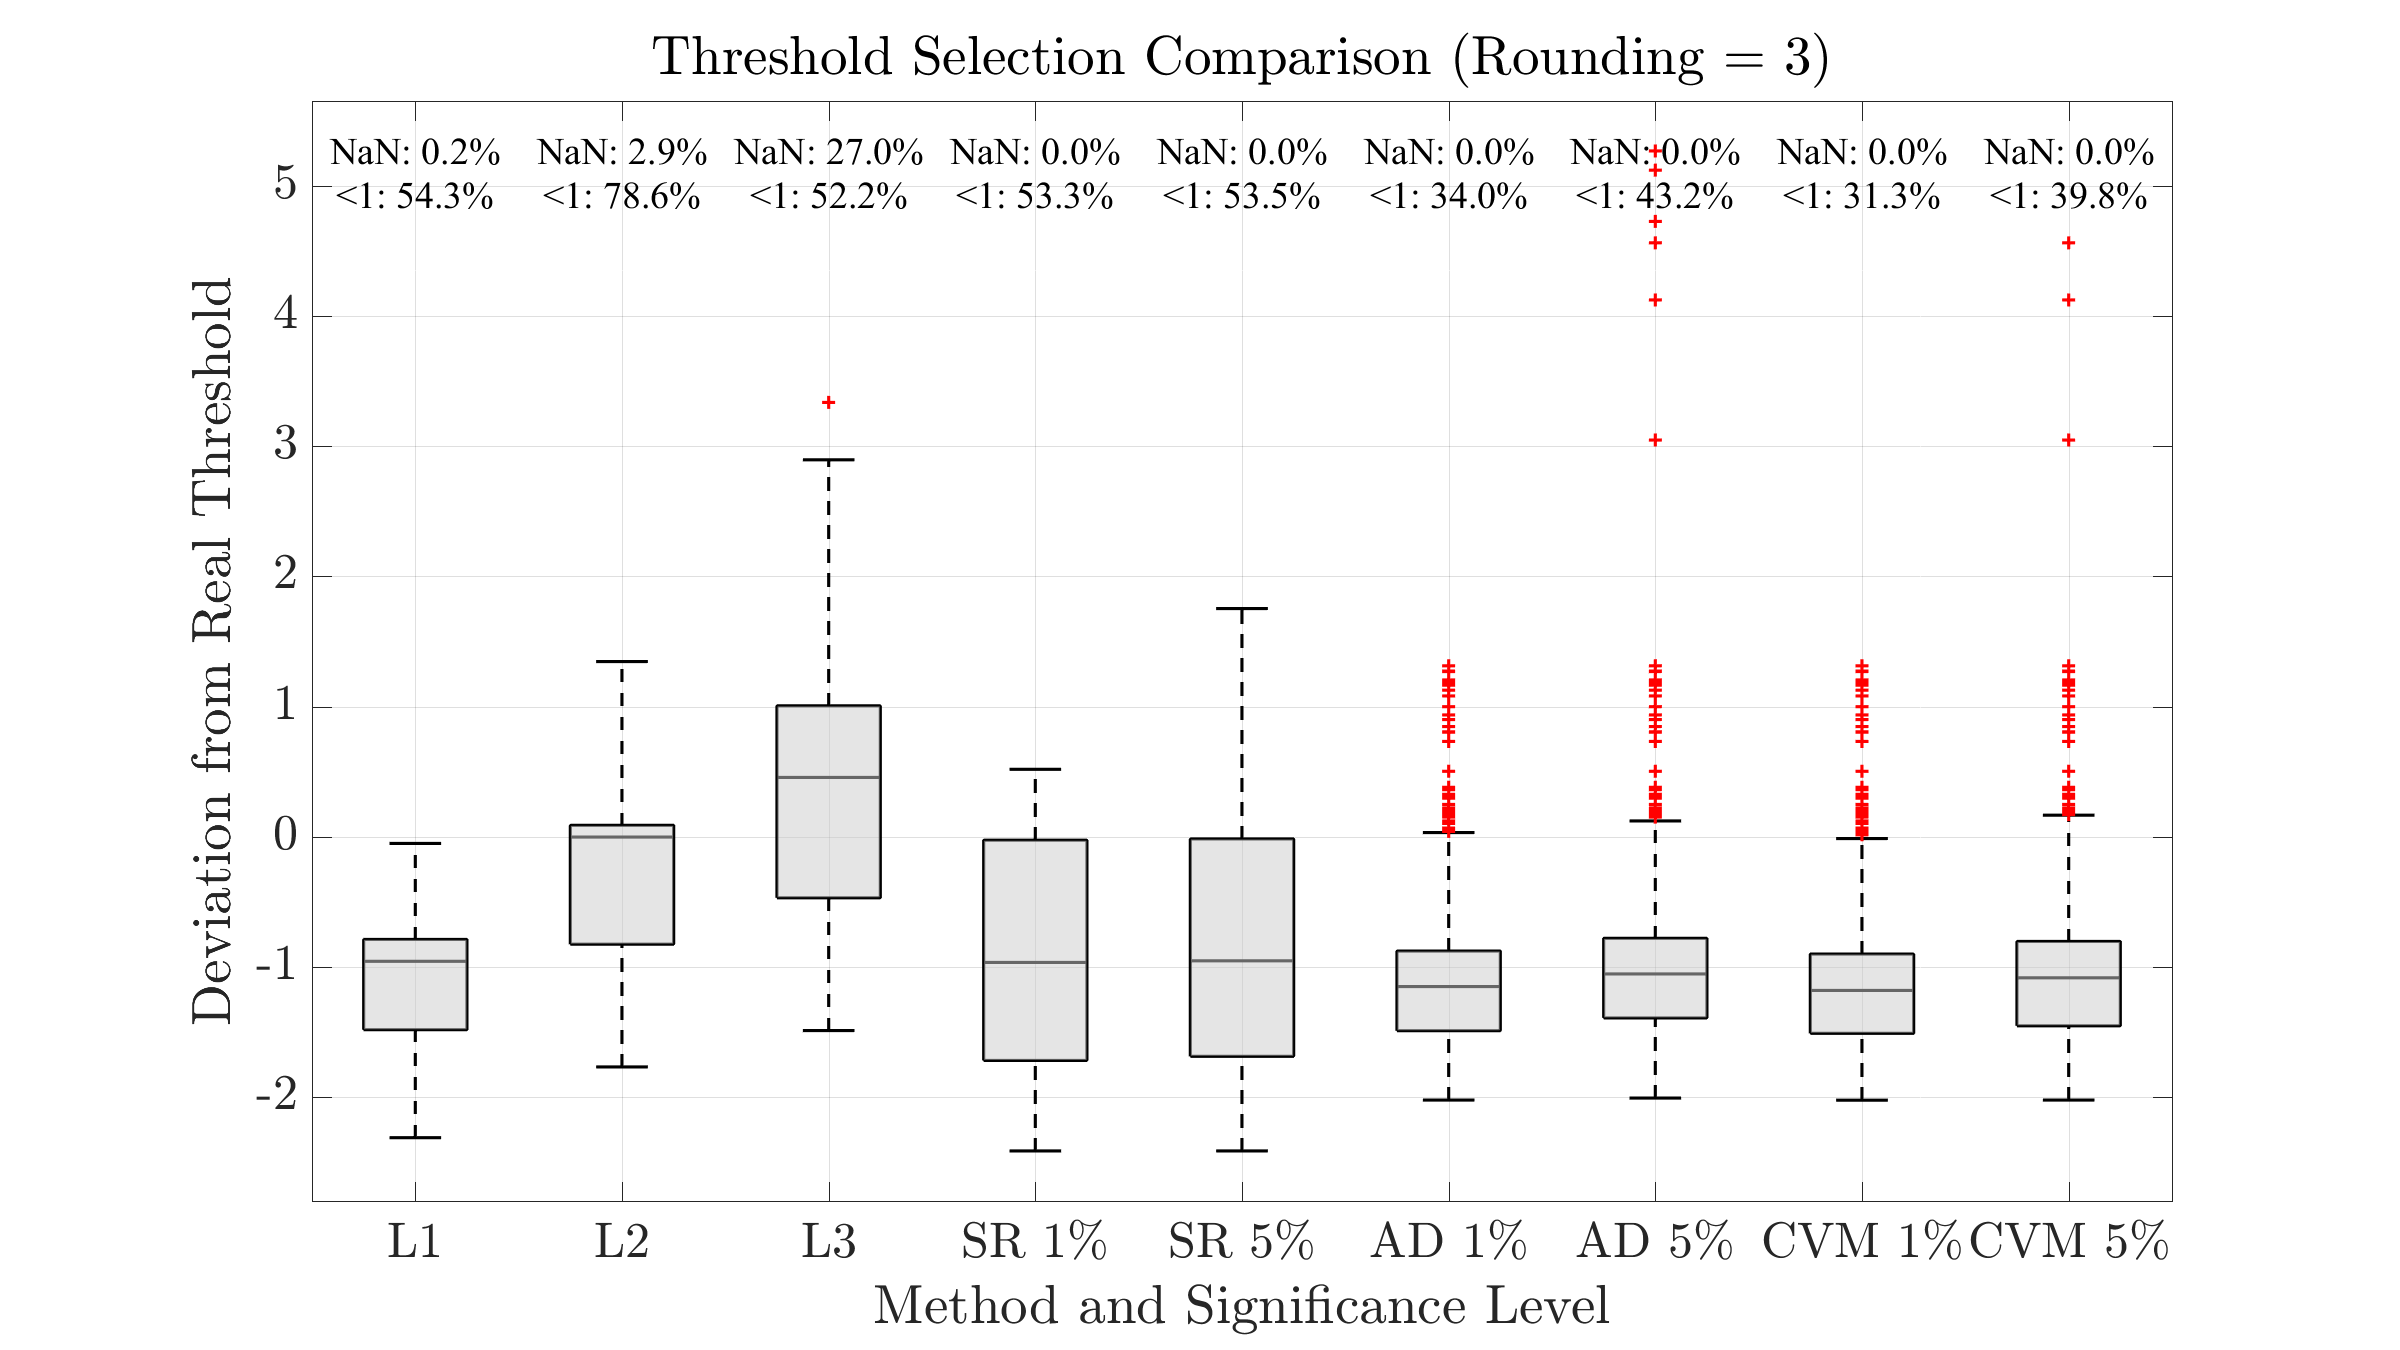 Threshold Selection Comparison (Rounding = 3)
NaN: 0.2% NaN: 2.9% NaN: 27.0% NaN: 0.0% NaN: 0.0% NaN: 0.0% NaN: 0.0% NaN: 0.0% NaN: 0.0%
<1: 54.3% <1: 78.6% <1: 52.2% <1: 53.3% <1: 53.5% <1: 34.0% <1: 43.2% <1: 31.3% <1: 39.8%
5
4
3
2
1
0
-1
-2
Deviation from Real Threshold
L1 L2 L3 SR 1% SR 5% AD 1% AD 5% CVM 1% CVM 5%
Method and Significance Level